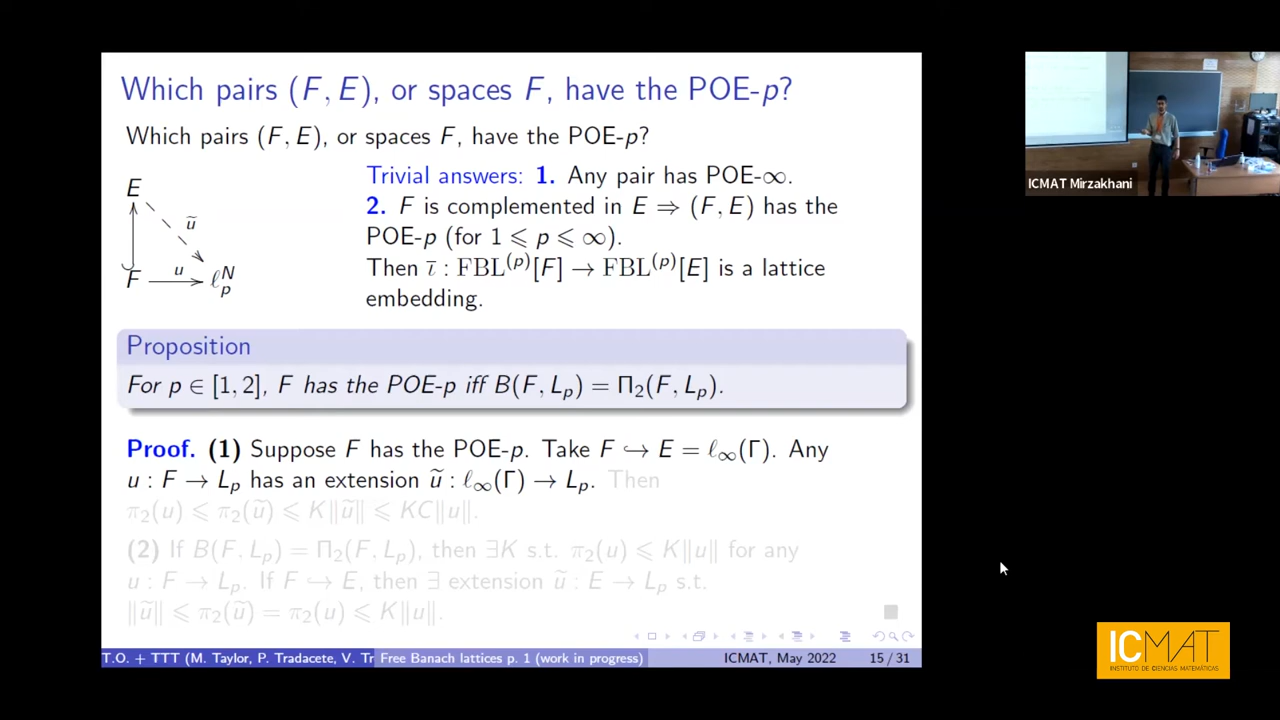 Which pairs (F, E), or spaces F, have the POE-p?
Which pairs (F, E), or spaces F, have the POE-p?
E
ũ
F
u
ℓ_p^N
Trivial answers: 1. Any pair has POE-∞.
2. F is complemented in E ⇒ (F, E) has the
POE-p (for 1 ⩽ p ⩽ ∞).
Then ῑ : FBL^(p)[F] → FBL^(p)[E] is a lattice
embedding.
Proposition
For p ∈ [1, 2], F has the POE-p iff B(F, L_p) = Π_2(F, L_p).
Proof. (1) Suppose F has the POE-p. Take F ↪ E = ℓ_∞(Γ). Any
u : F → L_p has an extension ũ : ℓ_∞(Γ) → L_p. Then
π_2(u) ⩽ π_2(ũ) ⩽ K‖ũ‖ ⩽ KC‖u‖.
(2) If B(F, L_p) = Π_2(F, L_p), then ∃K s.t. π_2(u) ⩽ K‖u‖ for any
u : F → L_p. If F ↪ E, then ∃ extension ũ : E → L_p s.t.
‖ũ‖ ⩽ π_2(ũ) = π_2(u) ⩽ K‖u‖.
T.O. + TTT (M. Taylor, P. Tradacete, V. Tr
Free Banach lattices p. 1 (work in progress)
ICMAT, May 2022
15 / 31
ICMAT Mirzakhani
ICMAT
INSTITUTO DE CIENCIAS MATEMÁTICAS